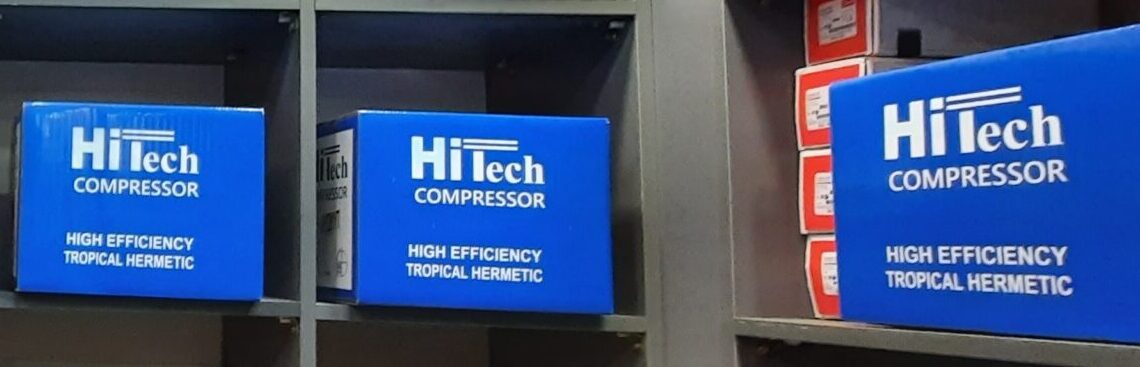 HiTech
COMPRESSOR
HIGH EFFICIENCY
TROPICAL HERMETIC
HiTech
COMPRESSOR
HIGH EFFICIENCY
TROPICAL HERMETIC
HiTech
COMPRESSOR
HIGH EFFICIENCY
TROPICAL HERMETIC